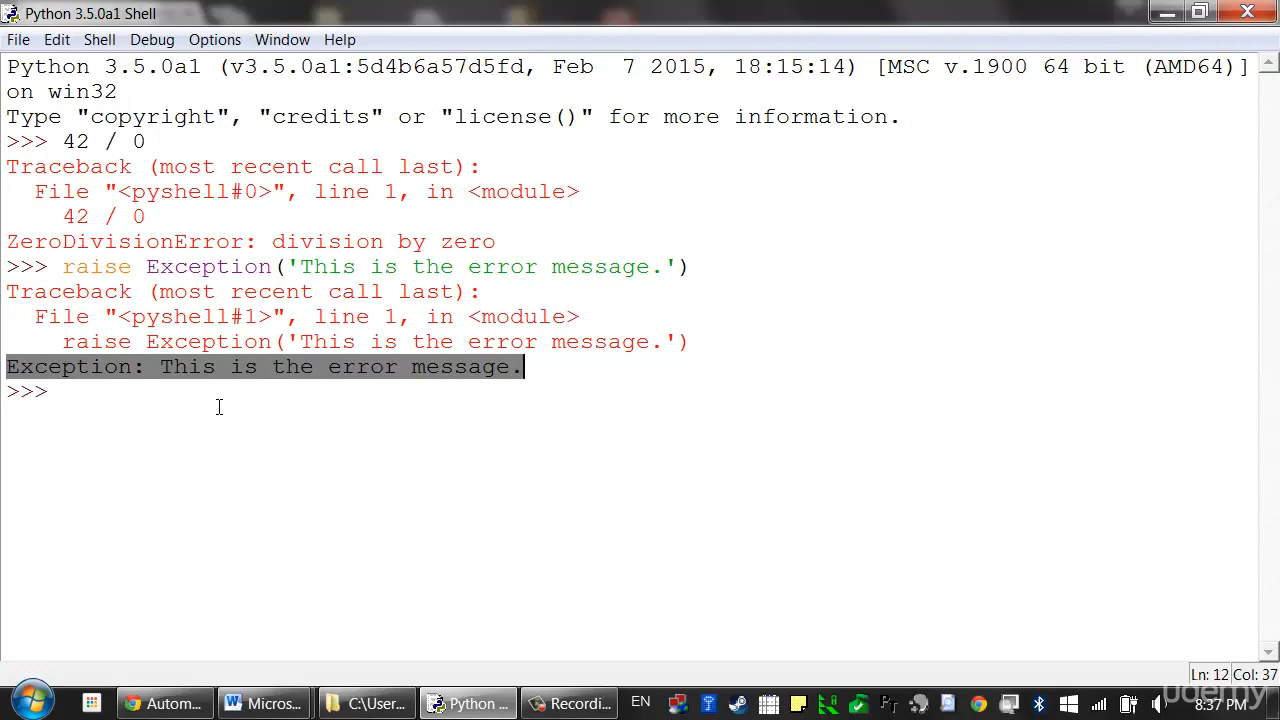 Python 3.5.0a1 Shell
File Edit Shell Debug Options Window Help
Python 3.5.0a1 (v3.5.0a1:5d4b6a57d5fd, Feb  7 2015, 18:15:14) [MSC v.1900 64 bit (AMD64)]
on win32
Type "copyright", "credits" or "license()" for more information.
>>> 42 / 0
Traceback (most recent call last):
  File "<pyshell#0>", line 1, in <module>
    42 / 0
ZeroDivisionError: division by zero
>>> raise Exception('This is the error message.')
Traceback (most recent call last):
  File "<pyshell#1>", line 1, in <module>
    raise Exception('This is the error message.')
Exception: This is the error message.
>>>
Ln: 12 Col: 37
Autom... Micros... C:\User... Python ... Recordi... EN 8:37 PM
udemy